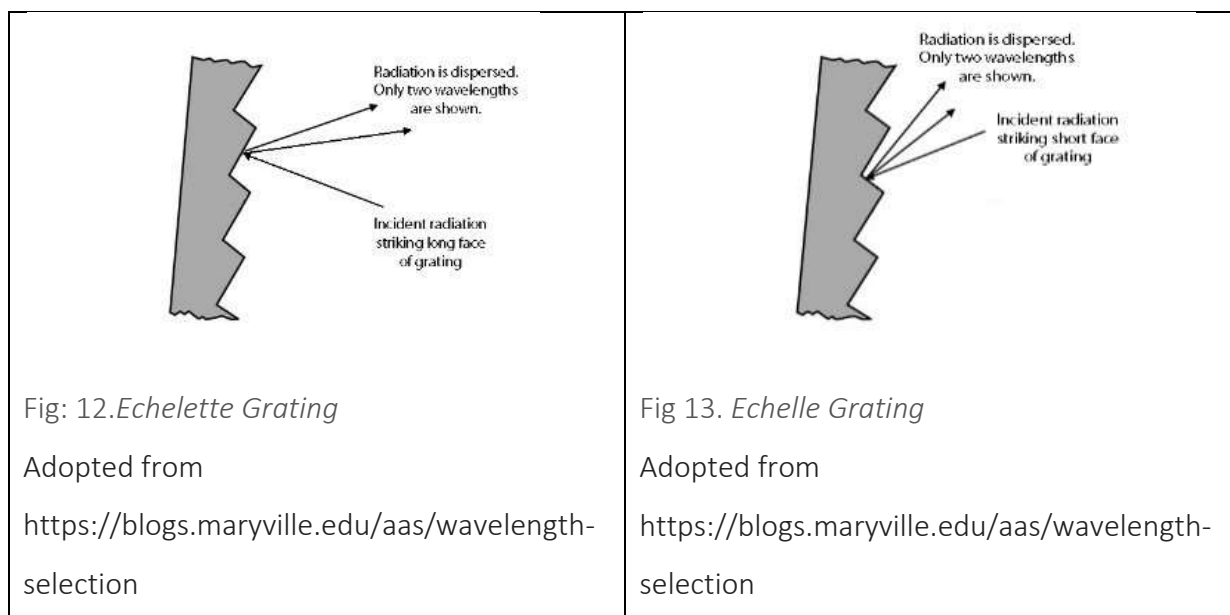 Radiation is dispersed.
Only two wavelengths
are shown.
Incident radiation
striking long face
of grating
Fig: 12.Echelette Grating
Adopted from
https://blogs.maryville.edu/aas/wavelength-
selection
Radiation is dispersed.
Only two wavelengths
are shown.
Incident radiation
striking short face
of grating
Fig 13. Echelle Grating
Adopted from
https://blogs.maryville.edu/aas/wavelength-
selection